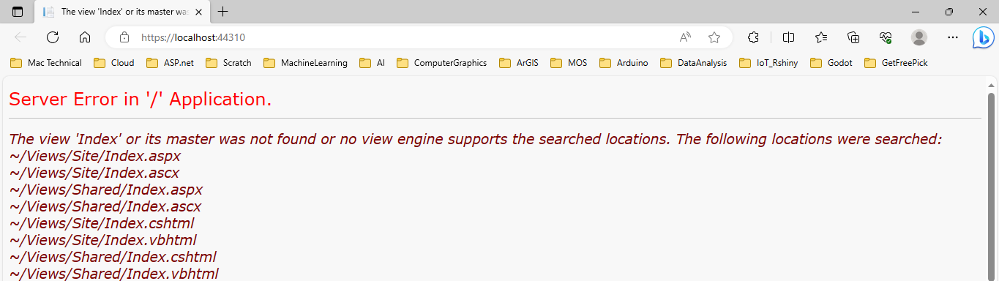 The view 'Index' or its master wa
https://localhost:44310
Mac Technical Cloud ASP.net Scratch MachineLearning AI ComputerGraphics ArGIS MOS Arduino DataAnalysis IoT_Rshiny Godot GetFreePick
Server Error in '/' Application.
The view 'Index' or its master was not found or no view engine supports the searched locations. The following locations were searched:
~/Views/Site/Index.aspx
~/Views/Site/Index.ascx
~/Views/Shared/Index.aspx
~/Views/Shared/Index.ascx
~/Views/Site/Index.cshtml
~/Views/Site/Index.vbhtml
~/Views/Shared/Index.cshtml
~/Views/Shared/Index.vbhtml